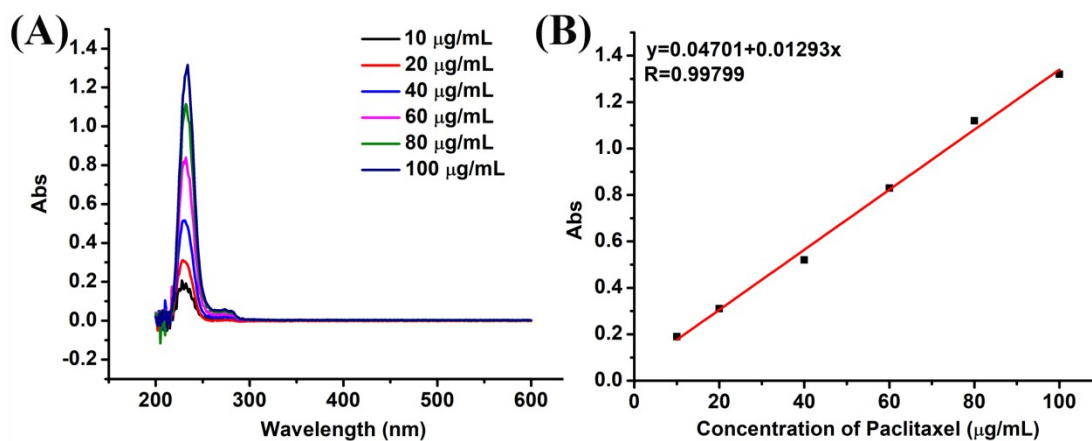 (A)
1.4
1.2
1.0
0.8
0.6
0.4
0.2
0.0
-0.2
Abs
200 300 400 500 600
Wavelength (nm)
10 μg/mL
20 μg/mL
40 μg/mL
60 μg/mL
80 μg/mL
100 μg/mL
(B)
y=0.04701+0.01293x
R=0.99799
1.4
1.2
1.0
0.8
0.6
0.4
0.2
0.0
Abs
0 20 40 60 80 100
Concentration of Paclitaxel (μg/mL)